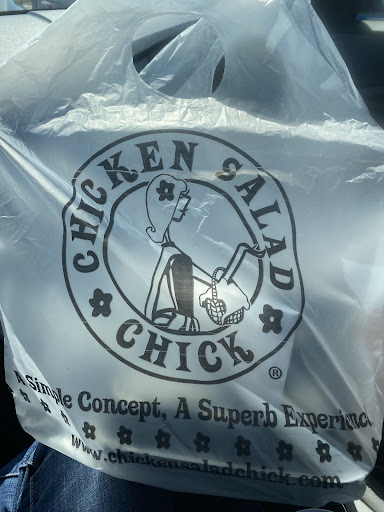 CHICKEN SALAD
CHICK
®
A Simple Concept, A Superb Experience.
www.chickensaladchick.com